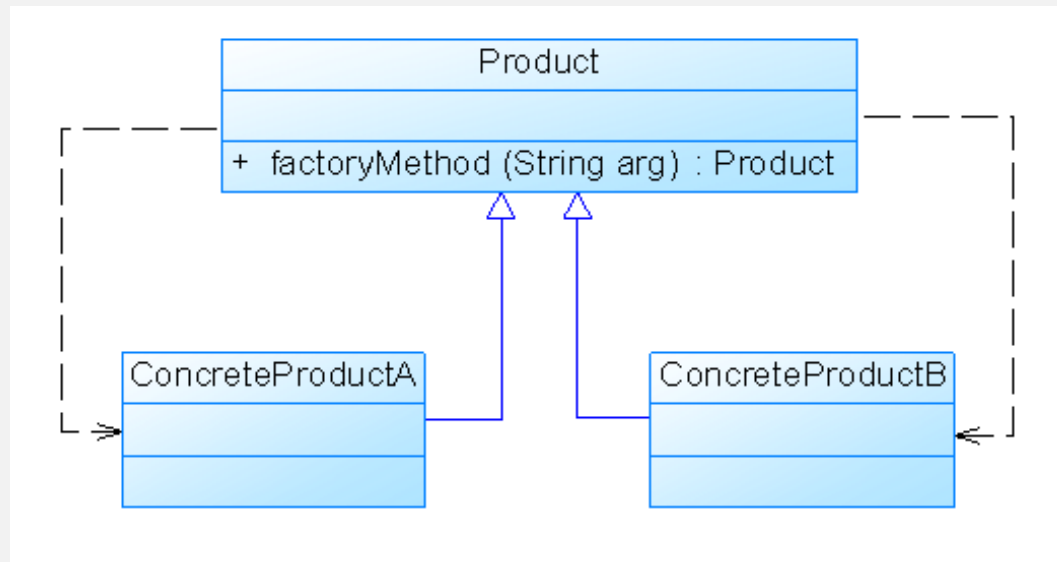 Product
+ factoryMethod (String arg) : Product
ConcreteProductA
ConcreteProductB